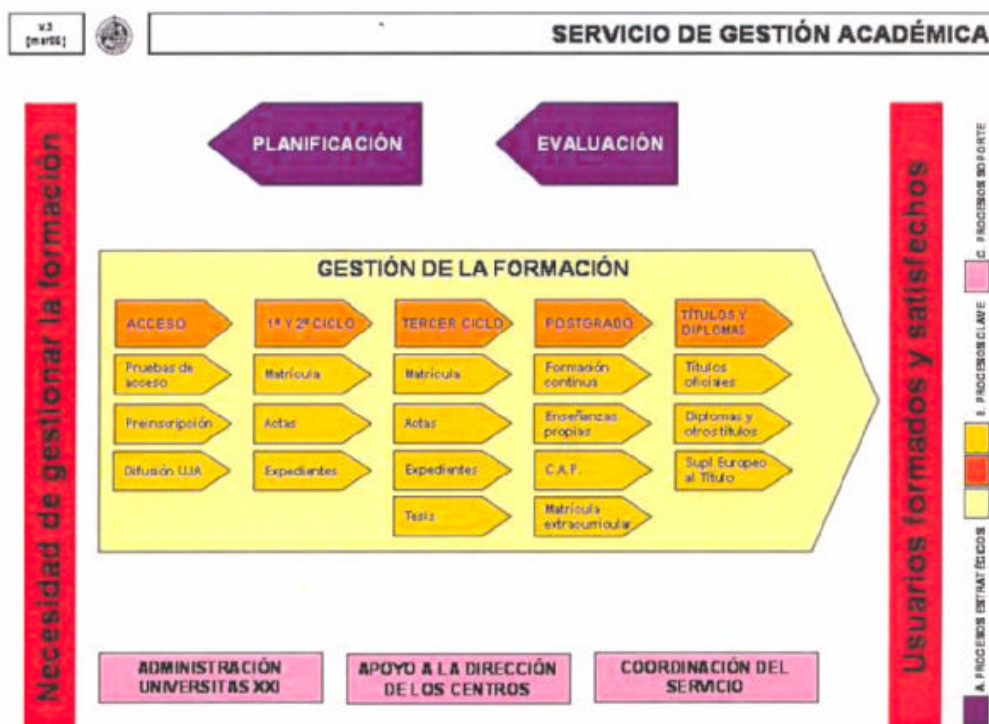 v.3
[mar06]
SERVICIO DE GESTIÓN ACADÉMICA
Necesidad de gestionar la formación
PLANIFICACIÓN
EVALUACIÓN
GESTIÓN DE LA FORMACIÓN
ACCESO
Pruebas de
acceso
Preinscripción
Difusión UJA
1º Y 2º CICLO
Matrícula
Actas
Expedientes
TERCER CICLO
Matrícula
Actas
Expedientes
Tesis
POSTGRADO
Formación
continua
Enseñanzas
propias
C.A.P.
Matrícula
extracurricular
TÍTULOS Y
DIPLOMAS
Títulos
oficiales
Diplomas y
otros títulos
Supl. Europeo
al Título
ADMINISTRACIÓN
UNIVERSITAS XXI
APOYO A LA DIRECCIÓN
DE LOS CENTROS
COORDINACIÓN DEL
SERVICIO
Usuarios formados y satisfechos
A. PROCESOS ESTRATÉGICOS
PROCESOS CLAVE
C. PROCESOS SOPORTE